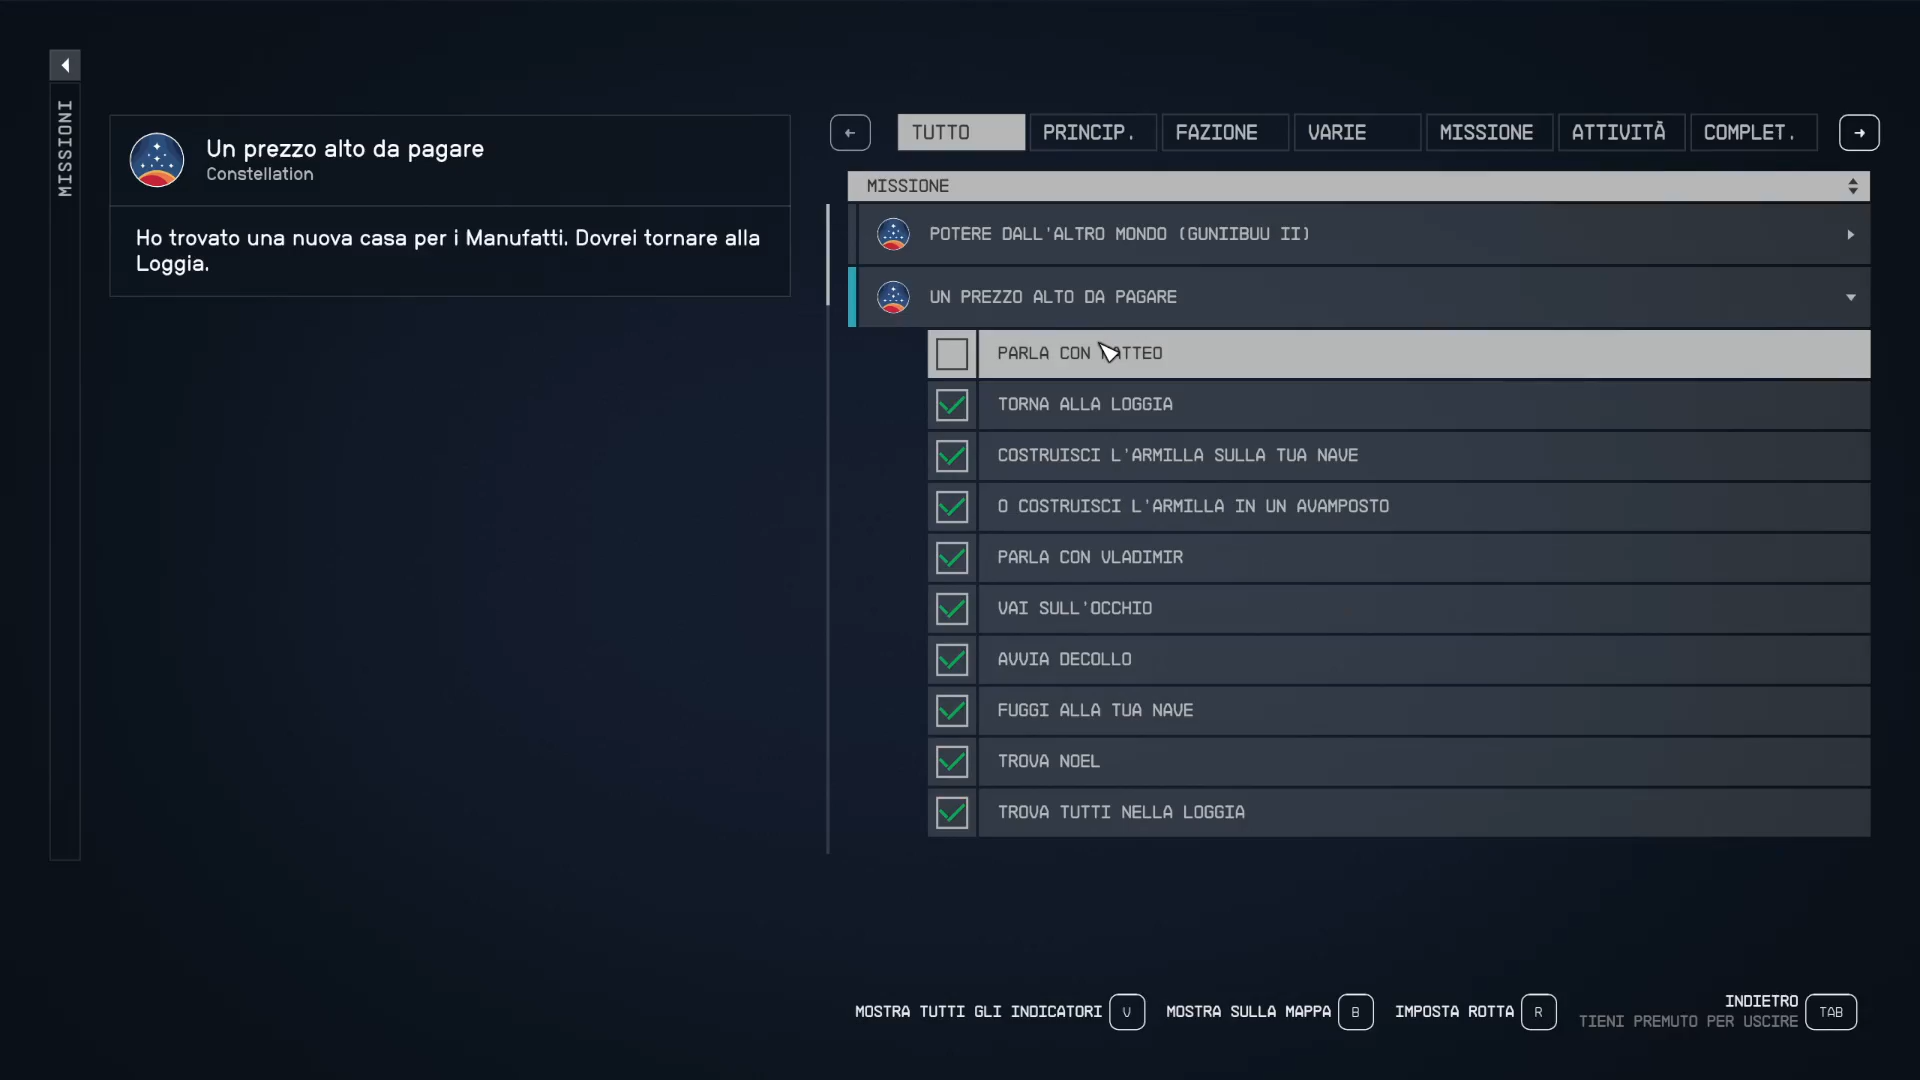 MISSIONI
Un prezzo alto da pagare
Constellation
Ho trovato una nuova casa per i Manufatti. Dovrei tornare alla
Loggia.
TUTTO
PRINCIP.
FAZIONE
VARIE
MISSIONE
ATTIVITÀ
COMPLET.
MISSIONE
POTERE DALL'ALTRO MONDO (GUNIIBUU II)
UN PREZZO ALTO DA PAGARE
PARLA CON MATTEO
TORNA ALLA LOGGIA
COSTRUISCI L'ARMILLA SULLA TUA NAVE
O COSTRUISCI L'ARMILLA IN UN AVAMPOSTO
PARLA CON VLADIMIR
VAI SULL'OCCHIO
AVVIA DECOLLO
FUGGI ALLA TUA NAVE
TROVA NOEL
TROVA TUTTI NELLA LOGGIA
MOSTRA TUTTI GLI INDICATORI V
MOSTRA SULLA MAPPA B
IMPOSTA ROTTA R
INDIETRO
TIENI PREMUTO PER USCIRE
TAB